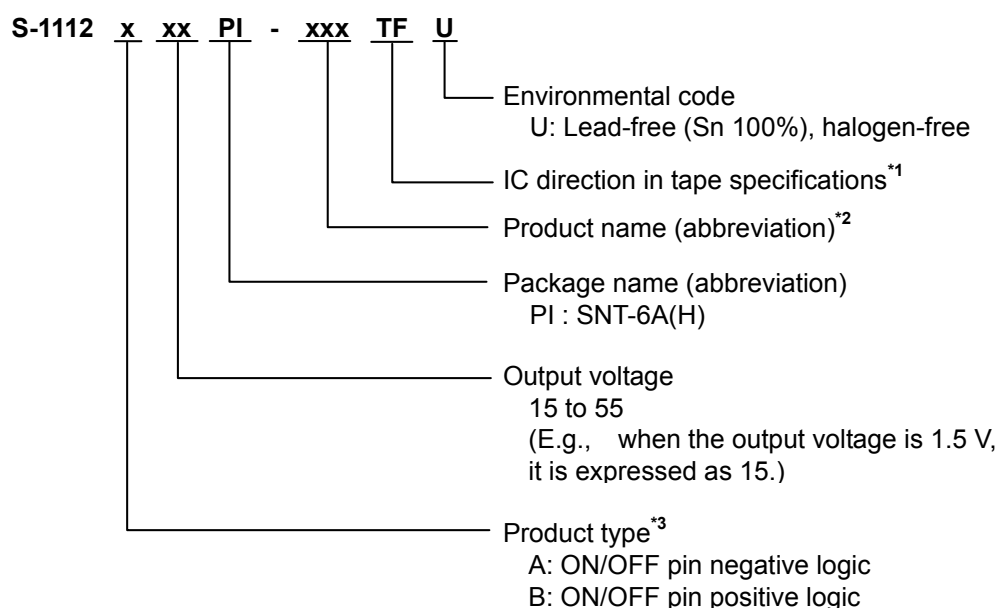 S-1112 x xx PI - xxx TF U
Environmental code
U: Lead-free (Sn 100%), halogen-free
IC direction in tape specifications*1
Product name (abbreviation)*2
Package name (abbreviation)
PI : SNT-6A(H)
Output voltage
15 to 55
(E.g., when the output voltage is 1.5 V,
it is expressed as 15.)
Product type*3
A: ON/OFF pin negative logic
B: ON/OFF pin positive logic